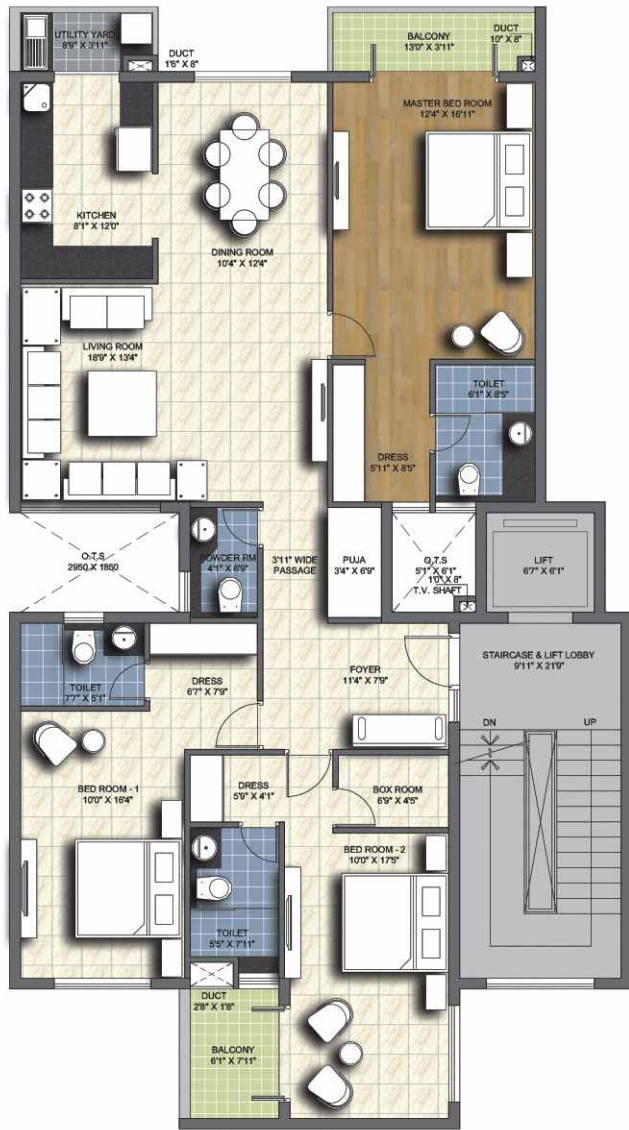 UTILITY YARD
8'9" X 3'11"
DUCT
1'6" X 8"
BALCONY
13'0" X 3'11"
DUCT
10" X 8"
MASTER BED ROOM
12'4" X 16'11"
KITCHEN
8'1" X 12'0"
DINING ROOM
10'4" X 12'4"
LIVING ROOM
18'9" X 13'4"
TOILET
6'1" X 8'5"
DRESS
5'11" X 8'5"
O.T.S
2950 X 1850
POWDER RM
4'1" X 6'9"
3'11" WIDE
PASSAGE
PUJA
3'4" X 6'9"
O.T.S
5'1" X 6'1"
1'0" X 8"
T.V. SHAFT
LIFT
6'7" X 6'1"
STAIRCASE & LIFT LOBBY
9'11" X 21'9"
TOILET
7'7" X 5'1"
DRESS
6'7" X 7'9"
FOYER
11'4" X 7'9"
DN
UP
BED ROOM - 1
10'0" X 16'4"
DRESS
5'9" X 4'1"
BOX ROOM
6'9" X 4'5"
BED ROOM - 2
10'0" X 17'5"
TOILET
5'5" X 7'11"
DUCT
2'8" X 1'8"
BALCONY
6'1" X 7'11"